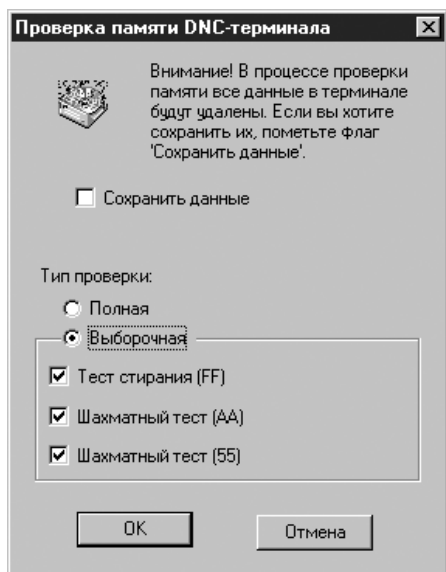 Проверка памяти DNC-терминала
Внимание! В процессе проверки
памяти все данные в терминале
будут удалены. Если вы хотите
сохранить их, пометьте флаг
'Сохранить данные'.
Сохранить данные
Тип проверки:
Полная
Выборочная
Тест стирания (FF)
Шахматный тест (AA)
Шахматный тест (55)
OK
Отмена